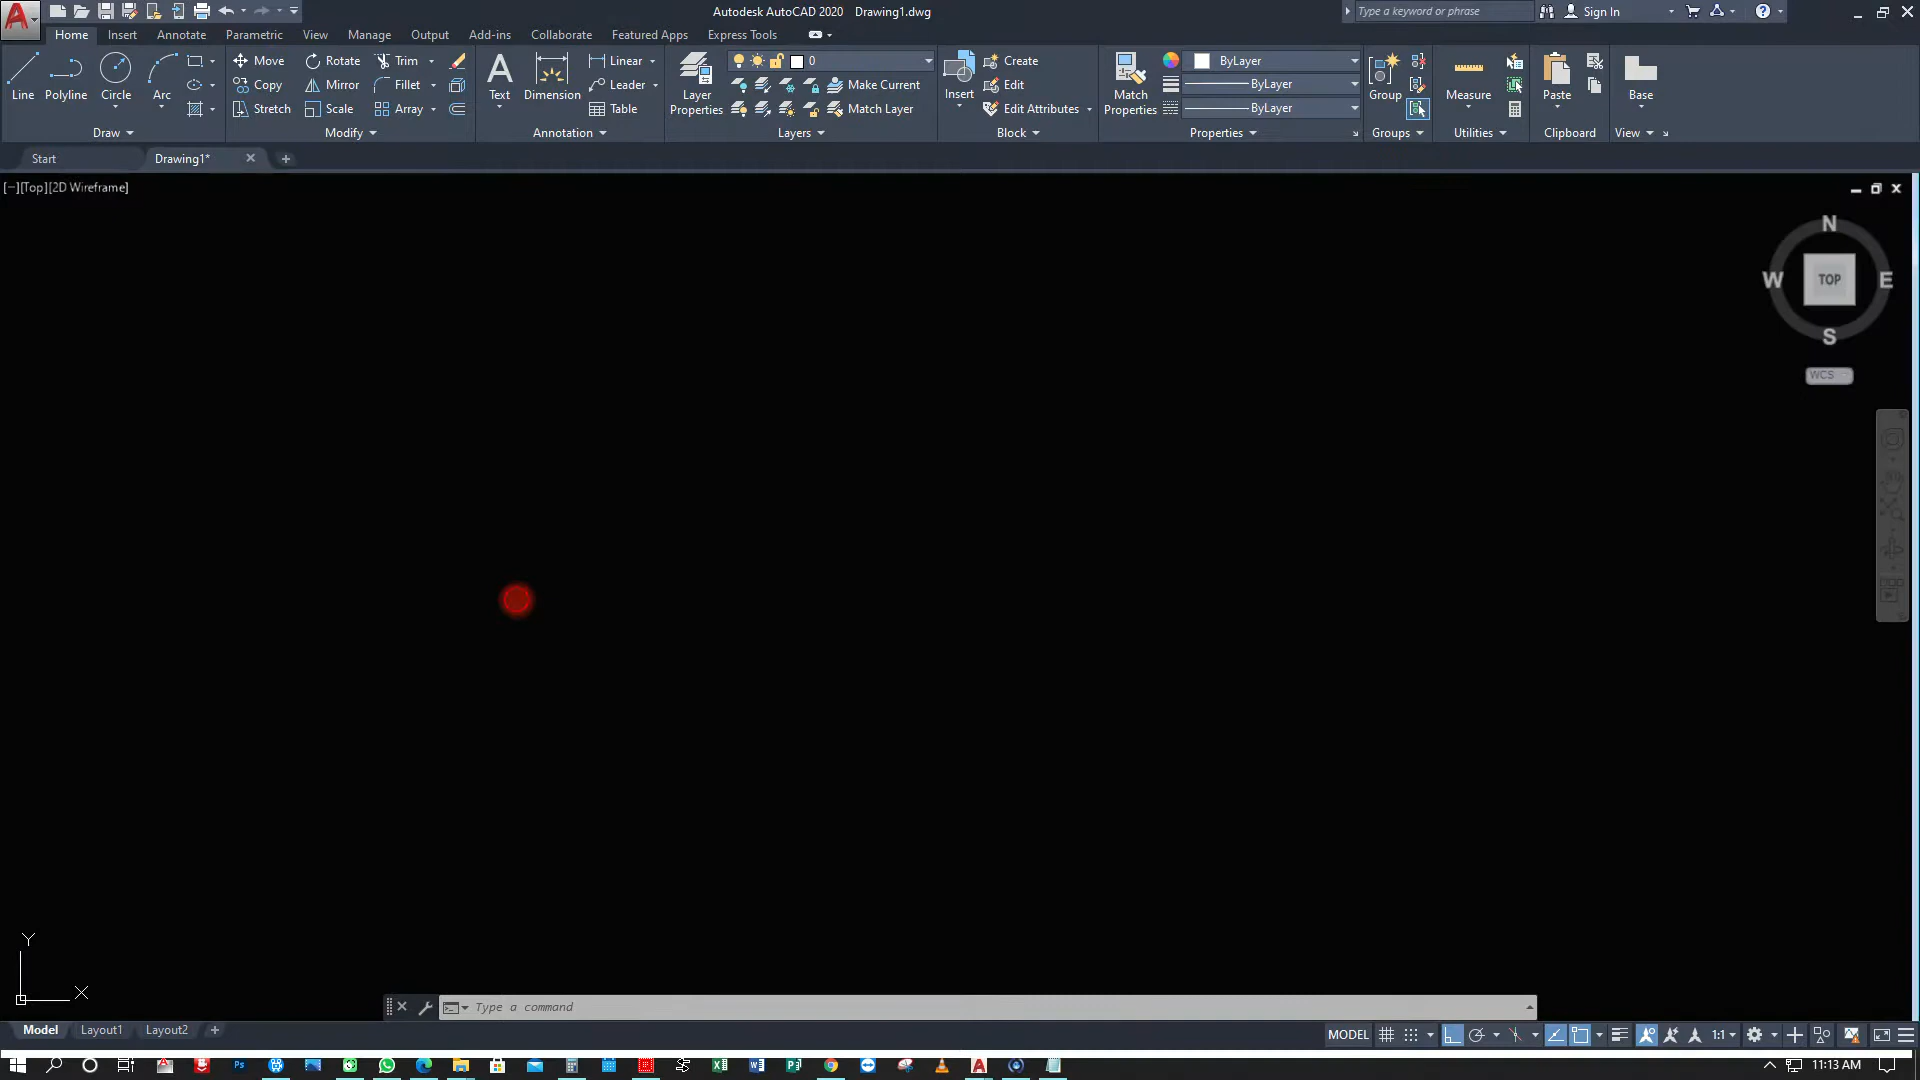 Autodesk AutoCAD 2020 Drawing1.dwg
Type a keyword or phrase
Sign In
Home Insert Annotate Parametric View Manage Output Add-ins Collaborate Featured Apps Express Tools
Line Polyline Circle Arc
Move Rotate Trim
Copy Mirror Fillet
Stretch Scale Array
Text Dimension
Linear
Leader
Table
Layer Properties
0
Make Current
Match Layer
Insert
Create
Edit
Edit Attributes
Match Properties
ByLayer
ByLayer
ByLayer
Group
Measure
Paste
Base
Draw Modify Annotation Layers Block Properties Groups Utilities Clipboard View
Start Drawing1*
[−][Top][2D Wireframe]
N
W TOP E
S
WCS
Y
X
Type a command
Model Layout1 Layout2
MODEL 1:1
11:13 AM